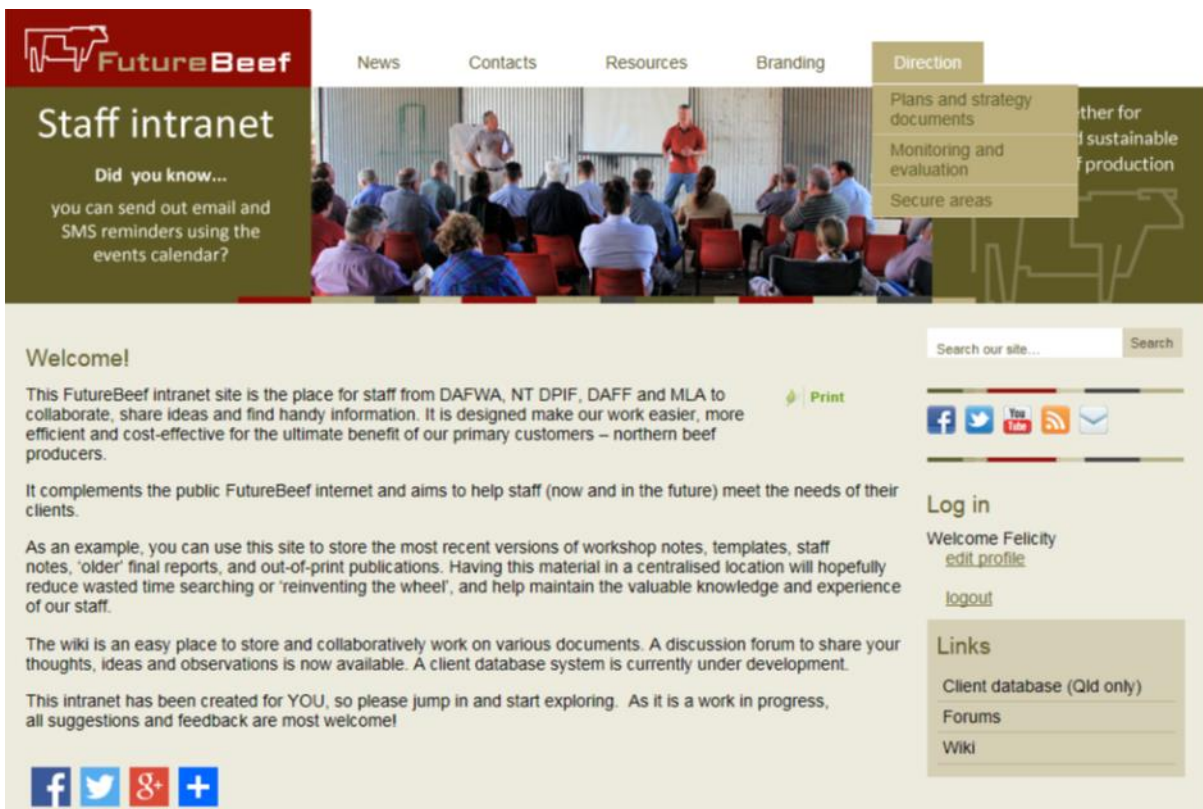 FutureBeef
News
Contacts
Resources
Branding
Direction
Plans and strategy
documents
Monitoring and
evaluation
Secure areas
Staff intranet
Did you know...
you can send out email and
SMS reminders using the
events calendar?
ther for
sustainable
production
Search our site...
Search
Welcome!
This FutureBeef intranet site is the place for staff from DAFWA, NT DPIF, DAFF and MLA to
collaborate, share ideas and find handy information. It is designed make our work easier, more
efficient and cost-effective for the ultimate benefit of our primary customers – northern beef
producers.
Print
It complements the public FutureBeef internet and aims to help staff (now and in the future) meet the needs of their
clients.
As an example, you can use this site to store the most recent versions of workshop notes, templates, staff
notes, ‘older’ final reports, and out-of-print publications. Having this material in a centralised location will hopefully
reduce wasted time searching or ‘reinventing the wheel’, and help maintain the valuable knowledge and experience
of our staff.
The wiki is an easy place to store and collaboratively work on various documents. A discussion forum to share your
thoughts, ideas and observations is now available. A client database system is currently under development.
This intranet has been created for YOU, so please jump in and start exploring. As it is a work in progress,
all suggestions and feedback are most welcome!
You
Tube
Log in
Welcome Felicity
edit profile
logout
Links
Client database (Qld only)
Forums
Wiki